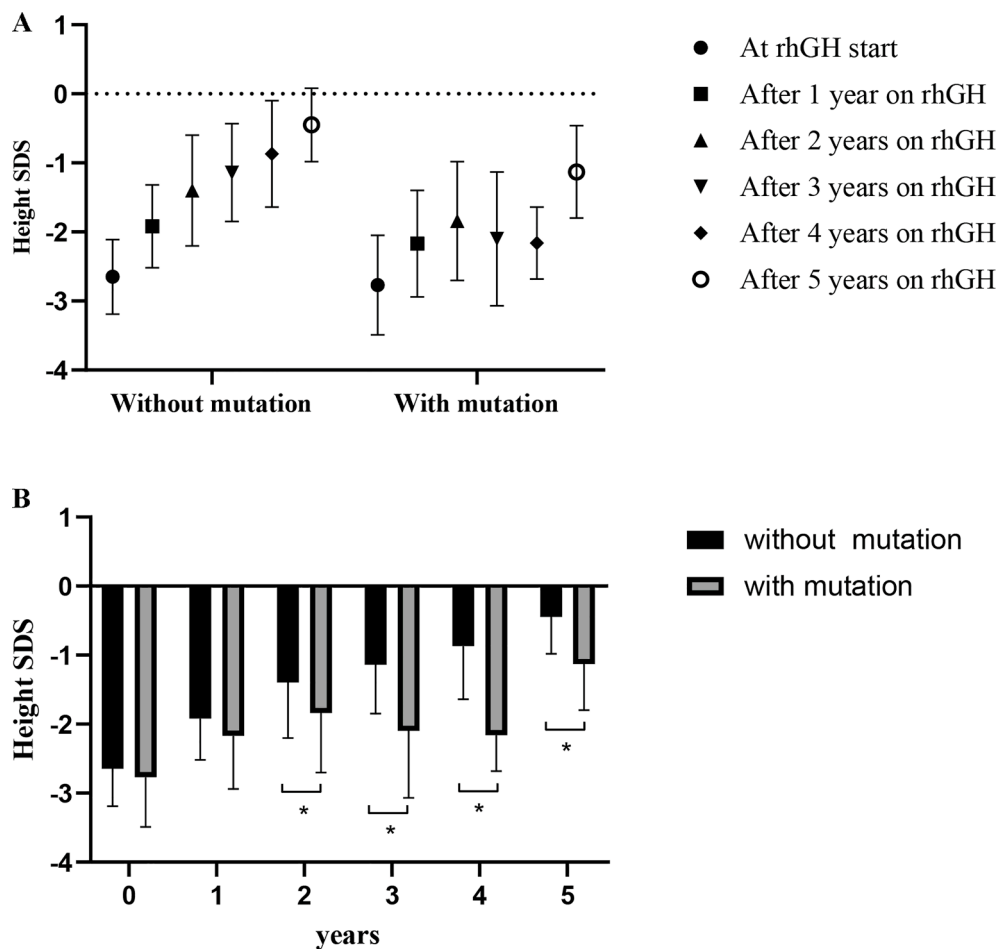 A
1
0
-1
-2
-3
-4
Height SDS
Without mutation
With mutation
At rhGH start
After 1 year on rhGH
After 2 years on rhGH
After 3 years on rhGH
After 4 years on rhGH
After 5 years on rhGH
B
1
0
-1
-2
-3
-4
Height SDS
* * * *
0 1 2 3 4 5
years
without mutation
with mutation